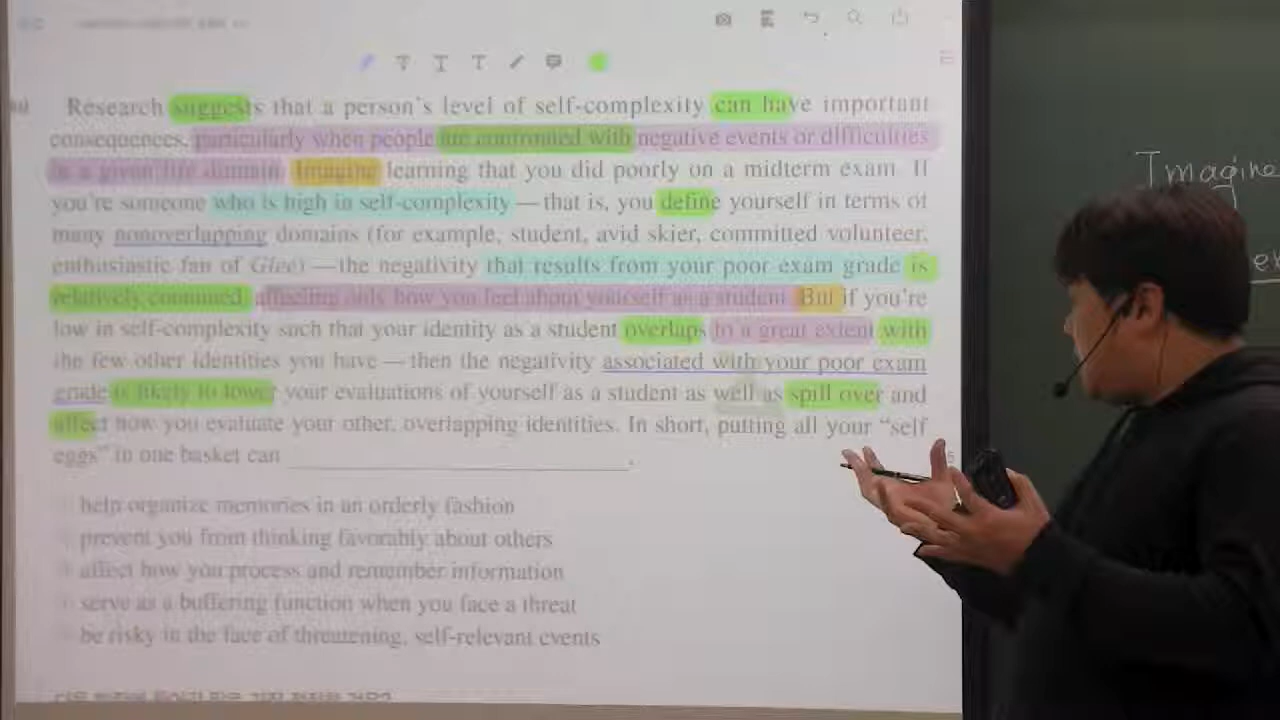 Research suggests that a person's level of self-complexity can have important
consequences, particularly when people are confronted with negative events or difficulties
in a given life domain. Imagine learning that you did poorly on a midterm exam. If
you're someone who is high in self-complexity — that is, you define yourself in terms of
many nonoverlapping domains (for example, student, avid skier, committed volunteer,
enthusiastic fan of Glee) — the negativity that results from your poor exam grade is
relatively contained, affecting only how you feel about yourself as a student. But if you're
low in self-complexity such that your identity as a student overlaps to a great extent with
the few other identities you have — then the negativity associated with your poor exam
grade is likely to lower your evaluations of yourself as a student as well as spill over and
affect how you evaluate your other, overlapping identities. In short, putting all your “self
eggs” in one basket can ______________________________.
help organize memories in an orderly fashion
prevent you from thinking favorably about others
affect how you process and remember information
serve as a buffering function when you face a threat
be risky in the face of threatening, self-relevant events
Imagine